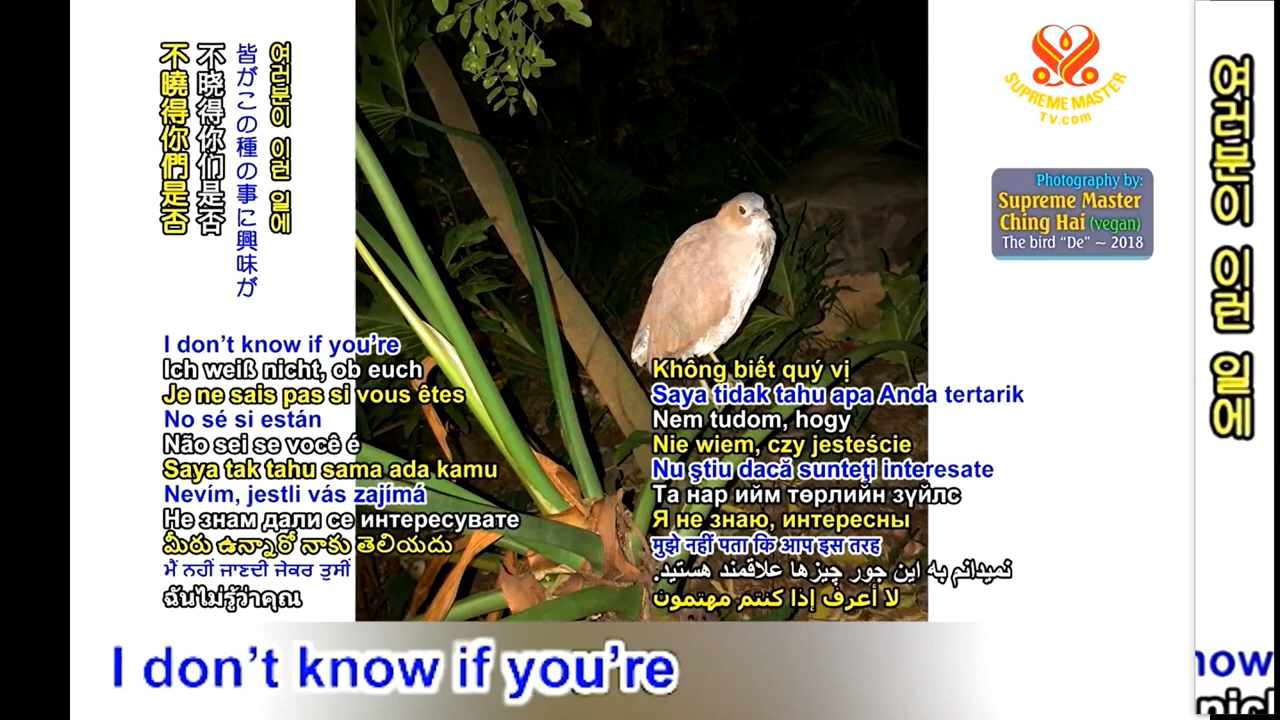 不曉得你們是否
不晓得你们是否
皆がこの種の事に興味が
여러분이 이런 일에
SUPREME MASTER
TV.com
Photography by:
Supreme Master
Ching Hai (vegan)
The bird “De” ~ 2018
I don’t know if you’re
Ich weiß nicht, ob euch
Je ne sais pas si vous êtes
No sé si están
Não sei se você é
Saya tak tahu sama ada kamu
Nevím, jestli vás zajímá
Не знам дали се интересувате
మీరు ఉన్నారో నాకు తెలియదు
ਮੈਂ ਨਹੀਂ ਜਾਣਦੀ ਜੇਕਰ ਤੁਸੀਂ
ฉันไม่รู้ว่าคุณ
Không biết quý vị
Saya tidak tahu apa Anda tertarik
Nem tudom, hogy
Nie wiem, czy jesteście
Nu ştiu dacă sunteţi interesate
Та нар ийм төрлийн зүйлс
Я не знаю, интересны
मुझे नहीं पता कि आप इस तरह
نمیدانم به این جور چیزها علاقمند هستید.
لا أعرف إذا كنتم مهتمون
I don’t know if you’re
여러분이 이런 일에